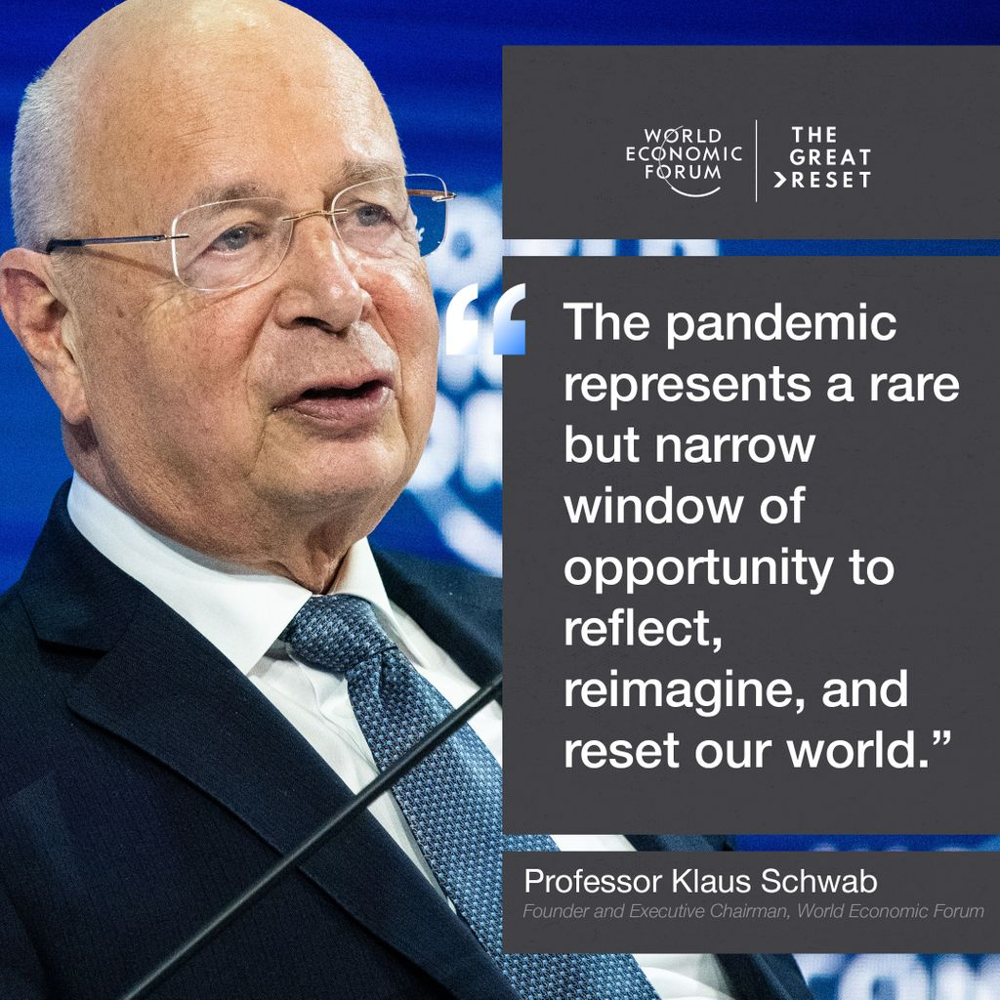 WORLD
ECONOMIC
FORUM
THE
GREAT
RESET
“The pandemic
represents a rare
but narrow
window of
opportunity to
reflect,
reimagine, and
reset our world.”
Professor Klaus Schwab
Founder and Executive Chairman, World Economic Forum